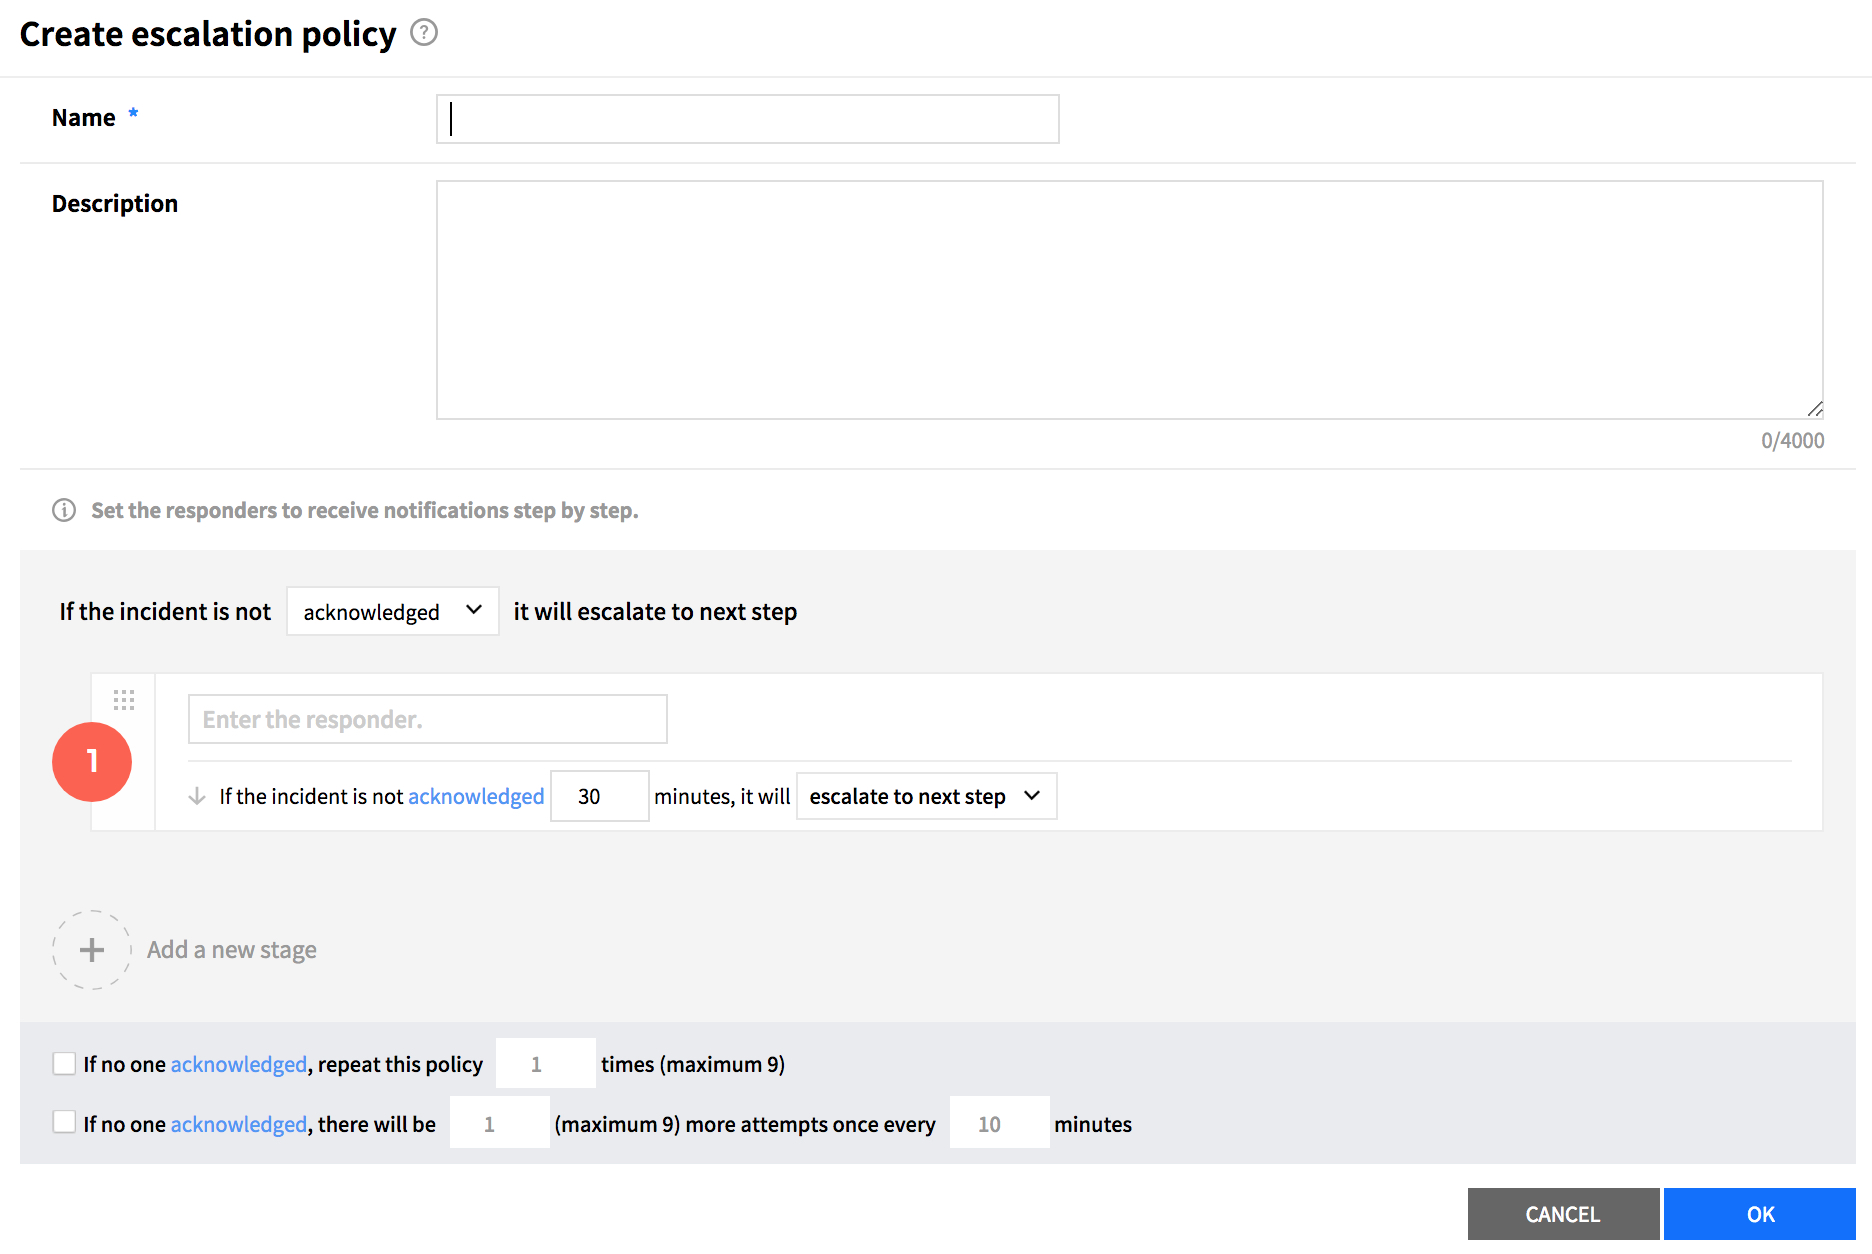 Create escalation policy ?
Name *
Description
0/4000
Set the responders to receive notifications step by step.
If the incident is not acknowledged it will escalate to next step
Enter the responder.
1
If the incident is not acknowledged 30 minutes, it will escalate to next step
+ Add a new stage
If no one acknowledged, repeat this policy 1 times (maximum 9)
If no one acknowledged, there will be 1 (maximum 9) more attempts once every 10 minutes
CANCEL OK